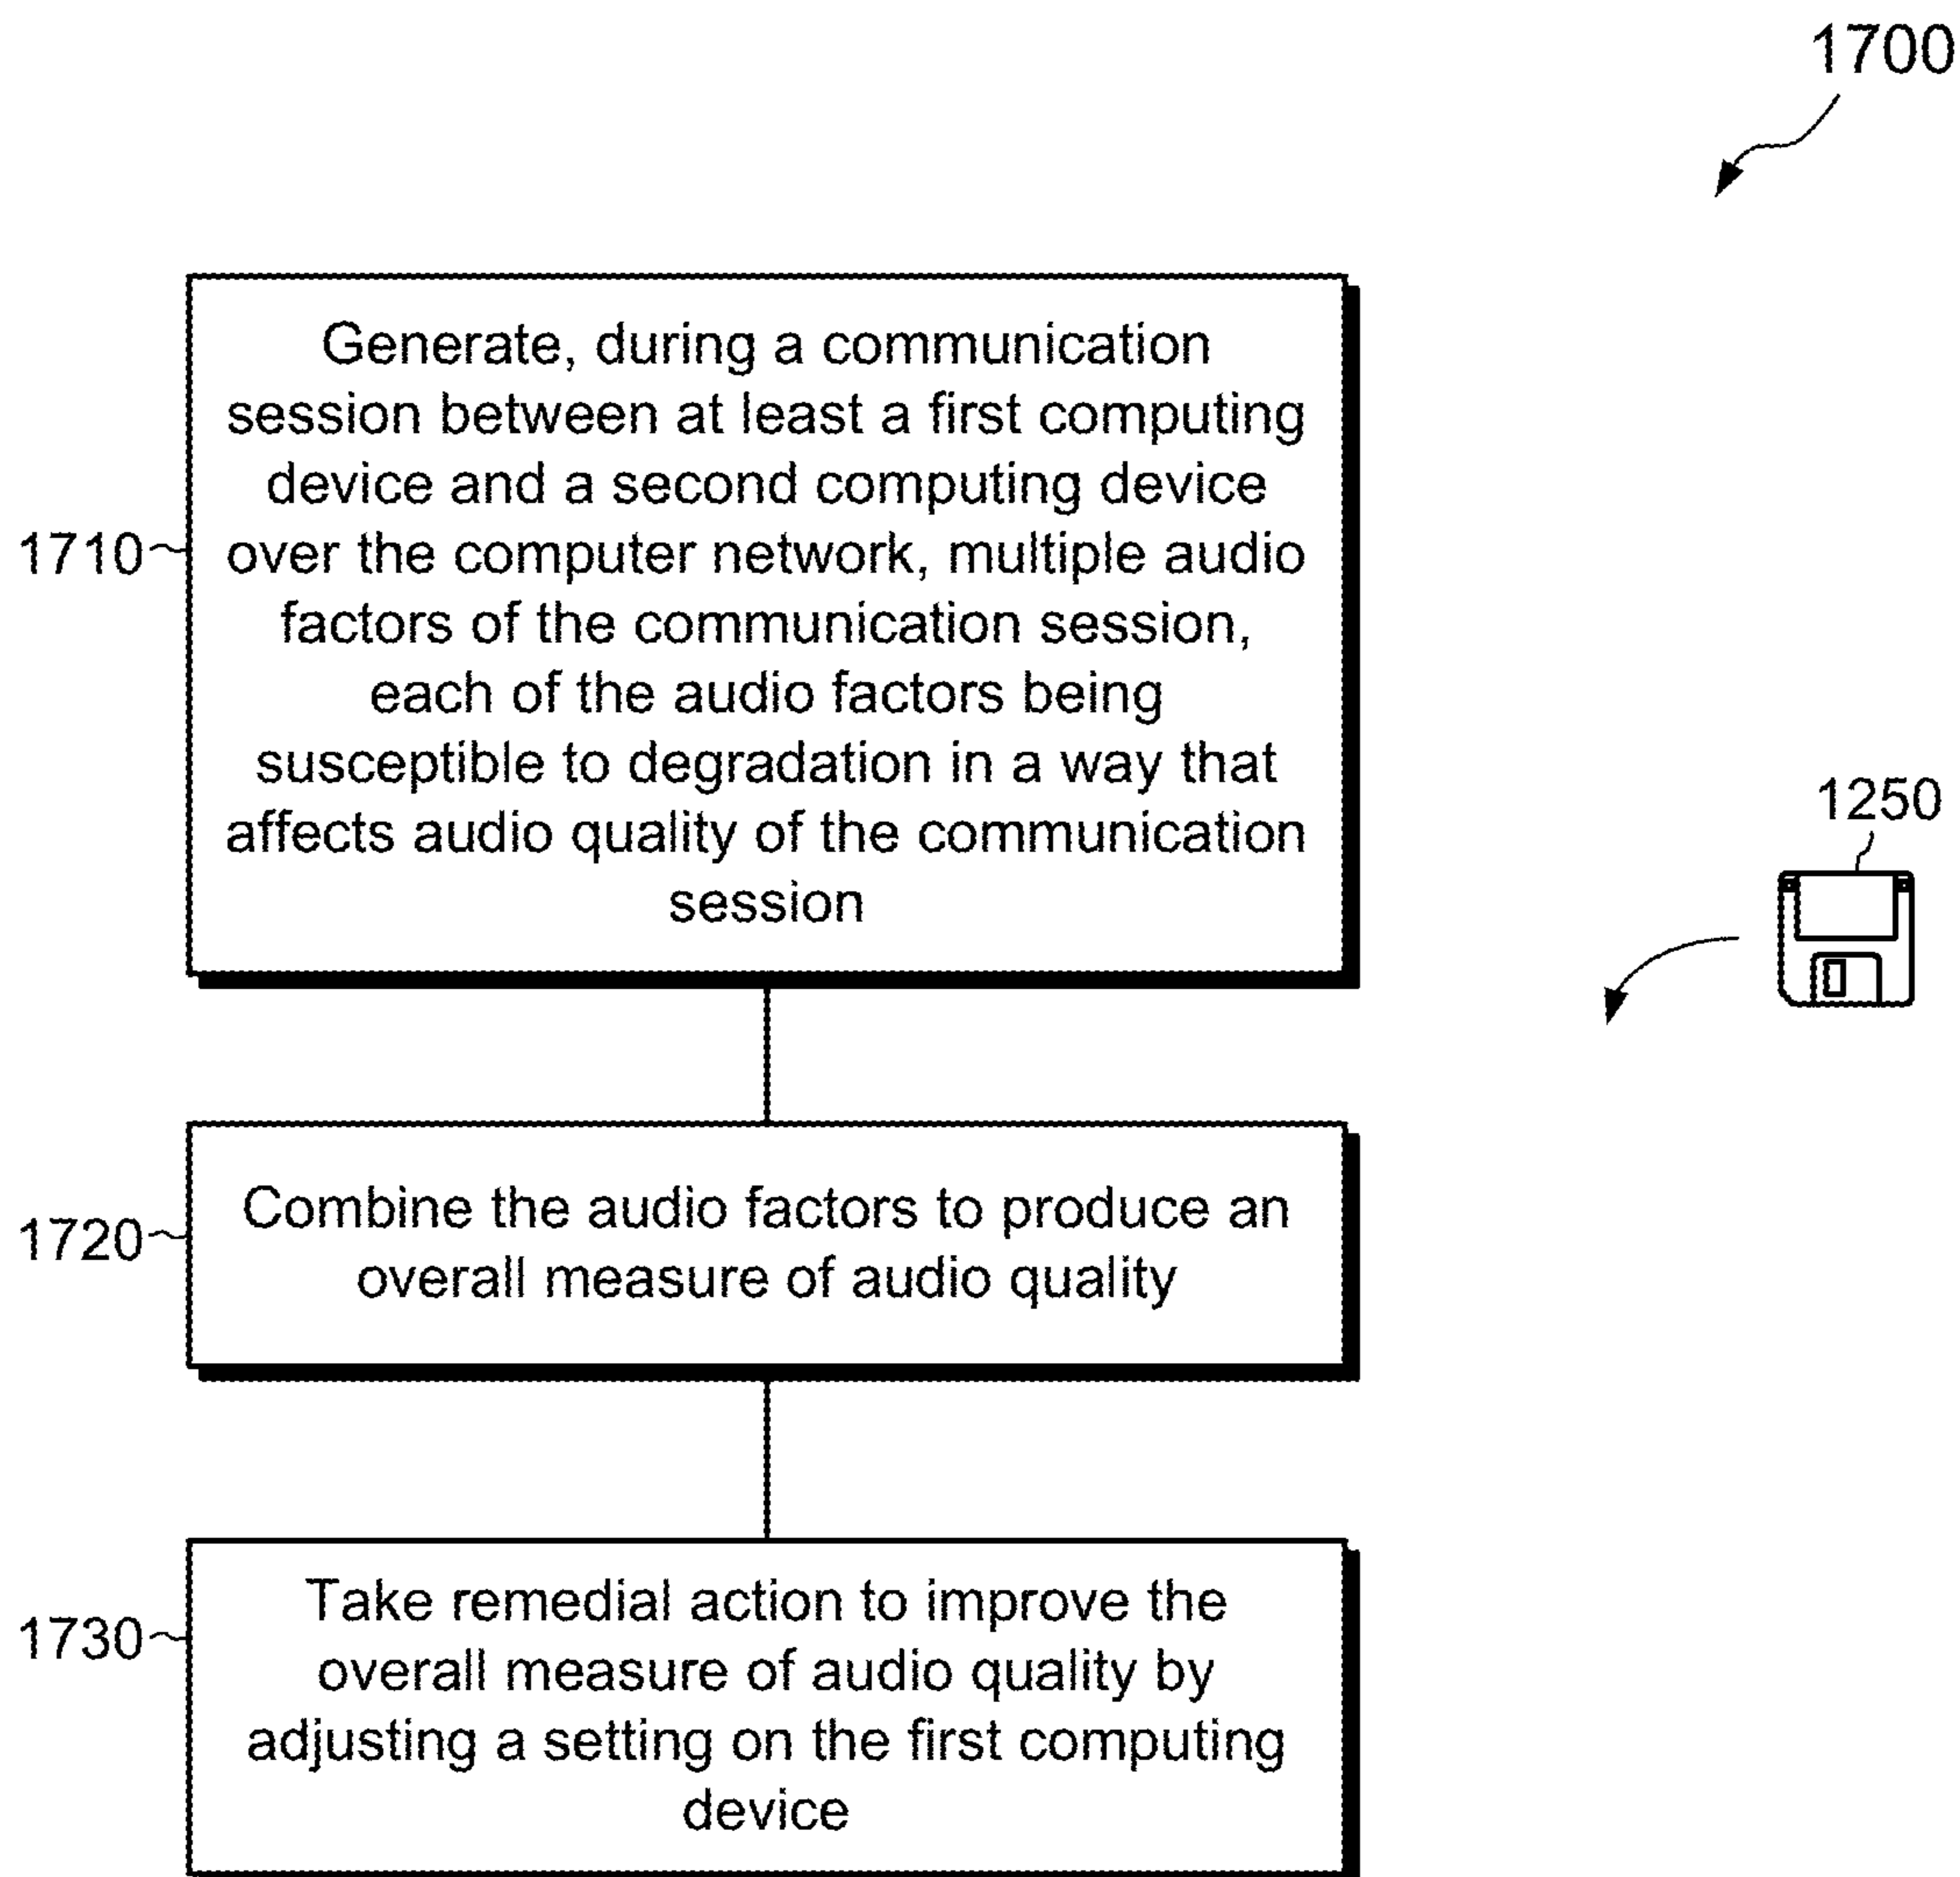 1700
Generate, during a communication
session between at least a first computing
device and a second computing device
1710
over the computer network, multiple audio
factors of the communication session,
each of the audio factors being
susceptible to degradation in a way that
affects audio quality of the communication
session
1250
1720
Combine the audio factors to produce an
overall measure of audio quality
1730
Take remedial action to improve the
overall measure of audio quality by
adjusting a setting on the first computing
device